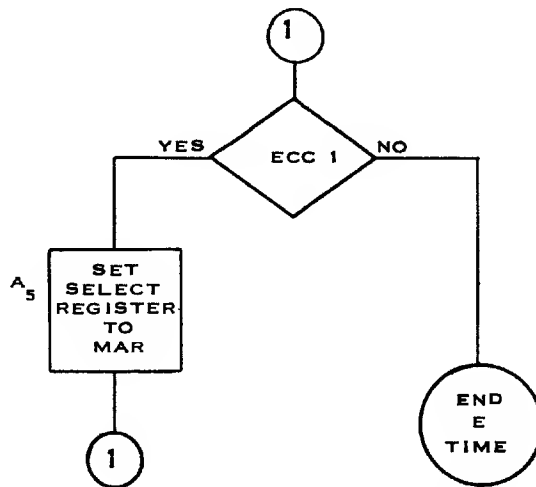 1
YES
ECC 1
NO
A5
SET
SELECT
REGISTER
TO
MAR
1
END
E
TIME